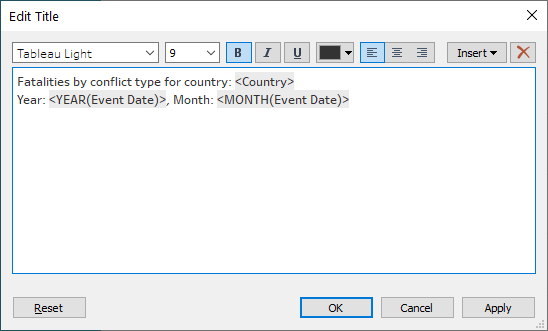 Edit Title
Tableau Light 9 B I U Insert
Fatalities by conflict type for country: <Country>
Year: <YEAR(Event Date)>, Month: <MONTH(Event Date)>
Reset OK Cancel Apply